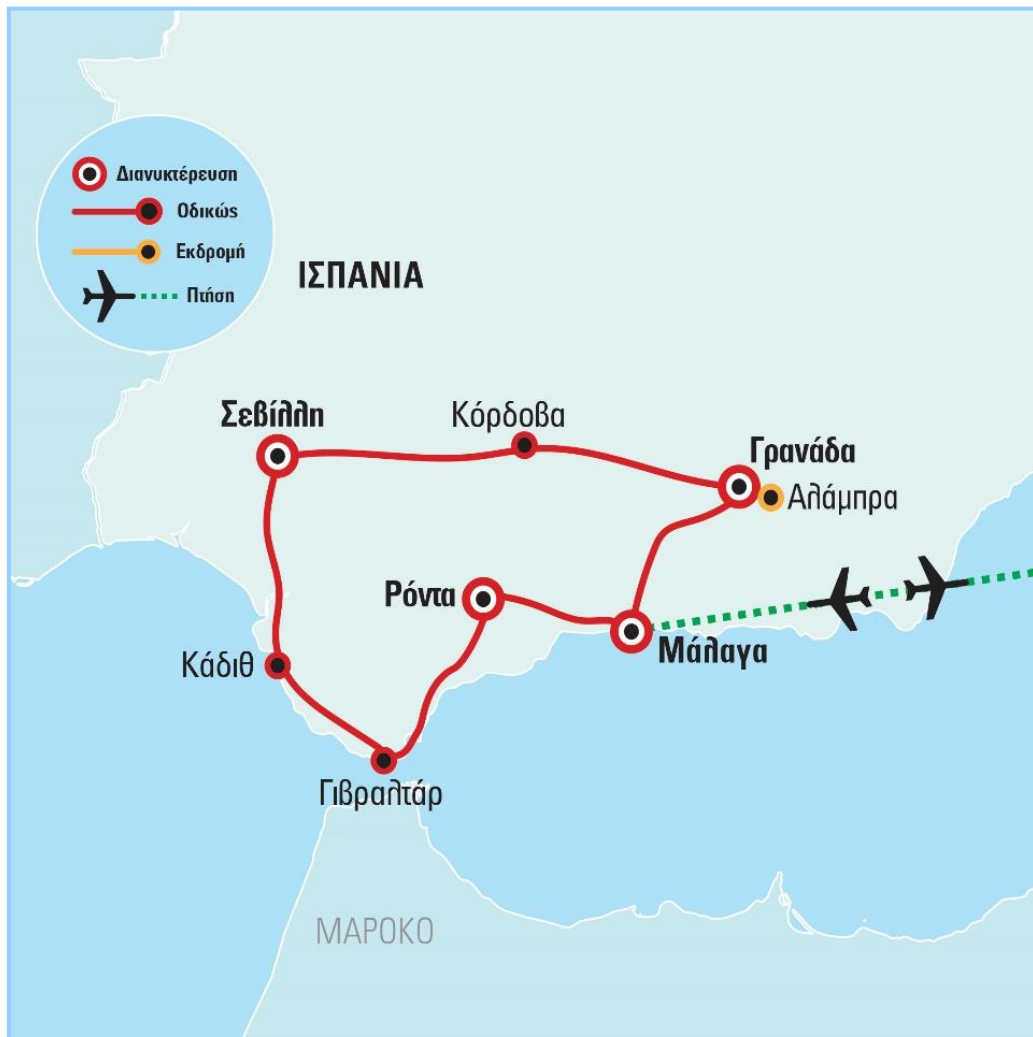 Διανυκτέρευση
Οδικώς
Εκδρομή
Πτήση
ΙΣΠΑΝΙΑ
Σεβίλλη
Κόρδοβα
Γρανάδα
Αλάμπρα
Ρόντα
Μάλαγα
Κάδιθ
Γιβραλτάρ
ΜΑΡΟΚΟ